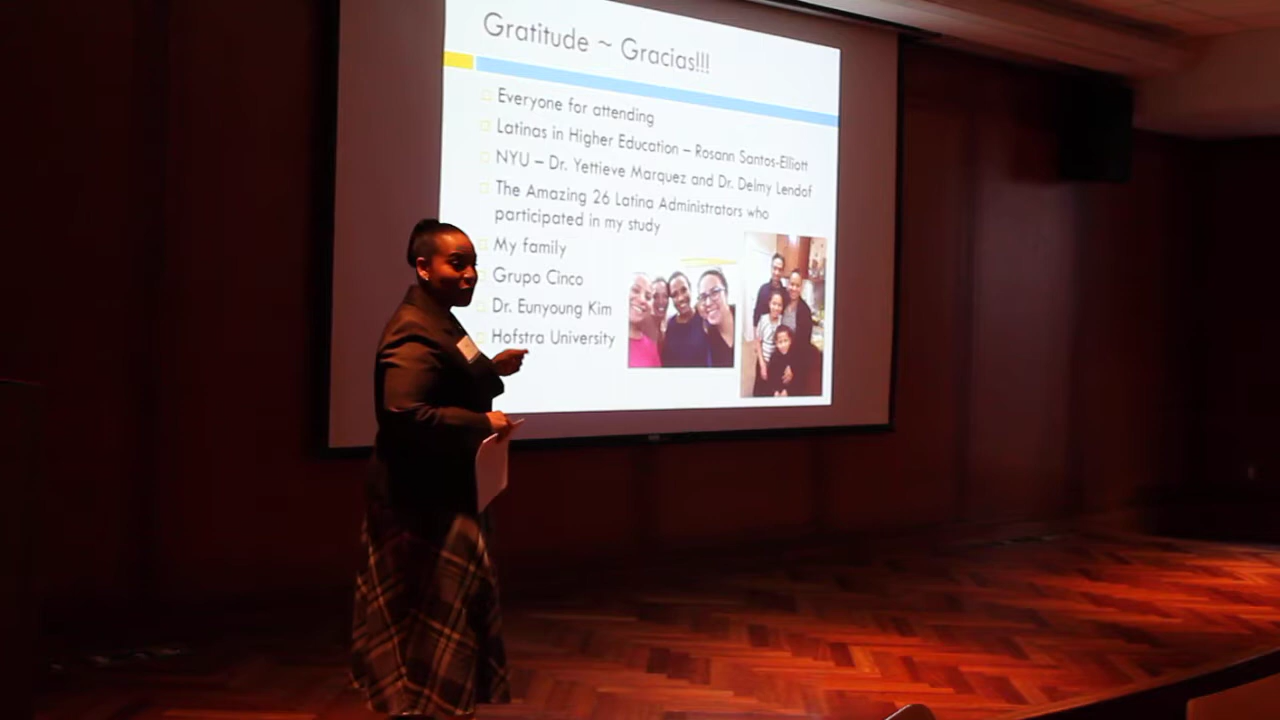 Gratitude ~ Gracias!!!
Everyone for attending
Latinas in Higher Education – Rosann Santos-Elliott
NYU – Dr. Yettieve Marquez and Dr. Delmy Lendof
The Amazing 26 Latina Administrators who
participated in my study
My family
Grupo Cinco
Dr. Eunyoung Kim
Hofstra University